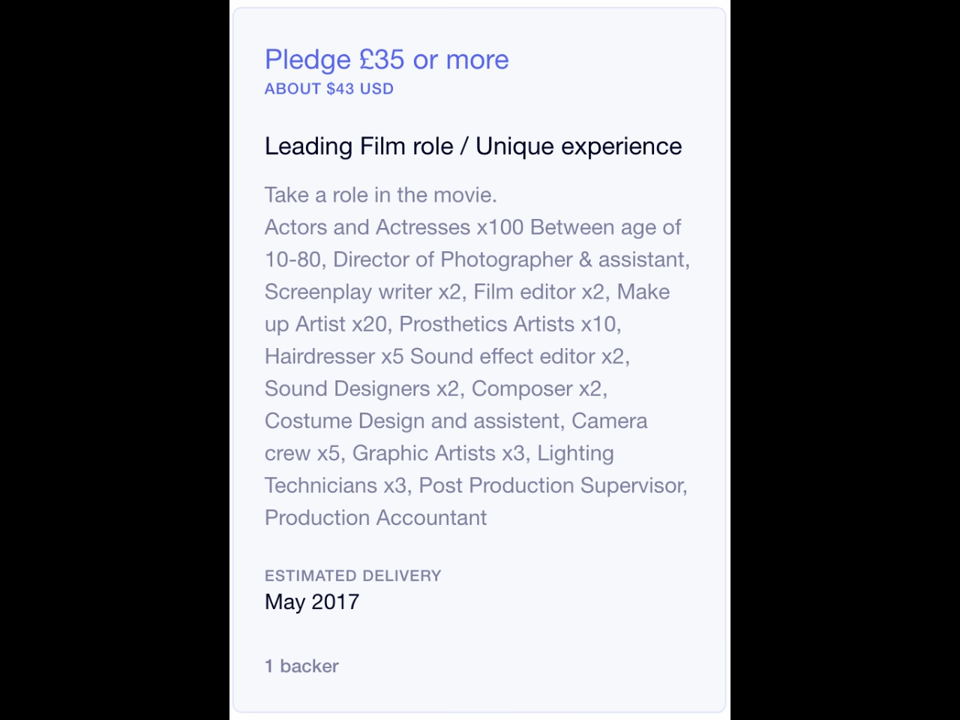 Pledge £35 or more
ABOUT $43 USD
Leading Film role / Unique experience
Take a role in the movie.
Actors and Actresses x100 Between age of
10-80, Director of Photographer & assistant,
Screenplay writer x2, Film editor x2, Make
up Artist x20, Prosthetics Artists x10,
Hairdresser x5 Sound effect editor x2,
Sound Designers x2, Composer x2,
Costume Design and assistent, Camera
crew x5, Graphic Artists x3, Lighting
Technicians x3, Post Production Supervisor,
Production Accountant
ESTIMATED DELIVERY
May 2017
1 backer